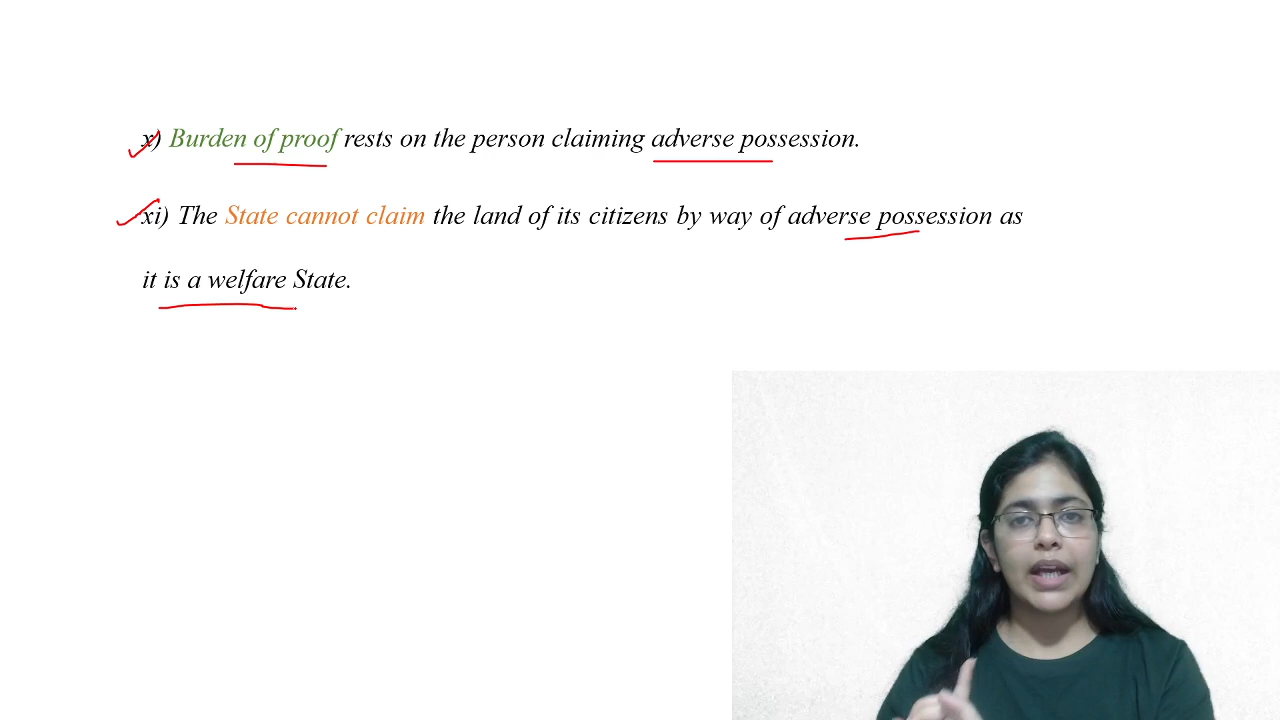 x) Burden of proof rests on the person claiming adverse possession.
xi) The State cannot claim the land of its citizens by way of adverse possession as
it is a welfare State.